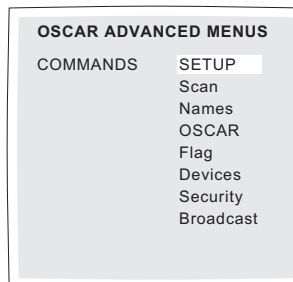 OSCAR ADVANCED MENUS
COMMANDS SETUP
Scan
Names
OSCAR
Flag
Devices
Security
Broadcast